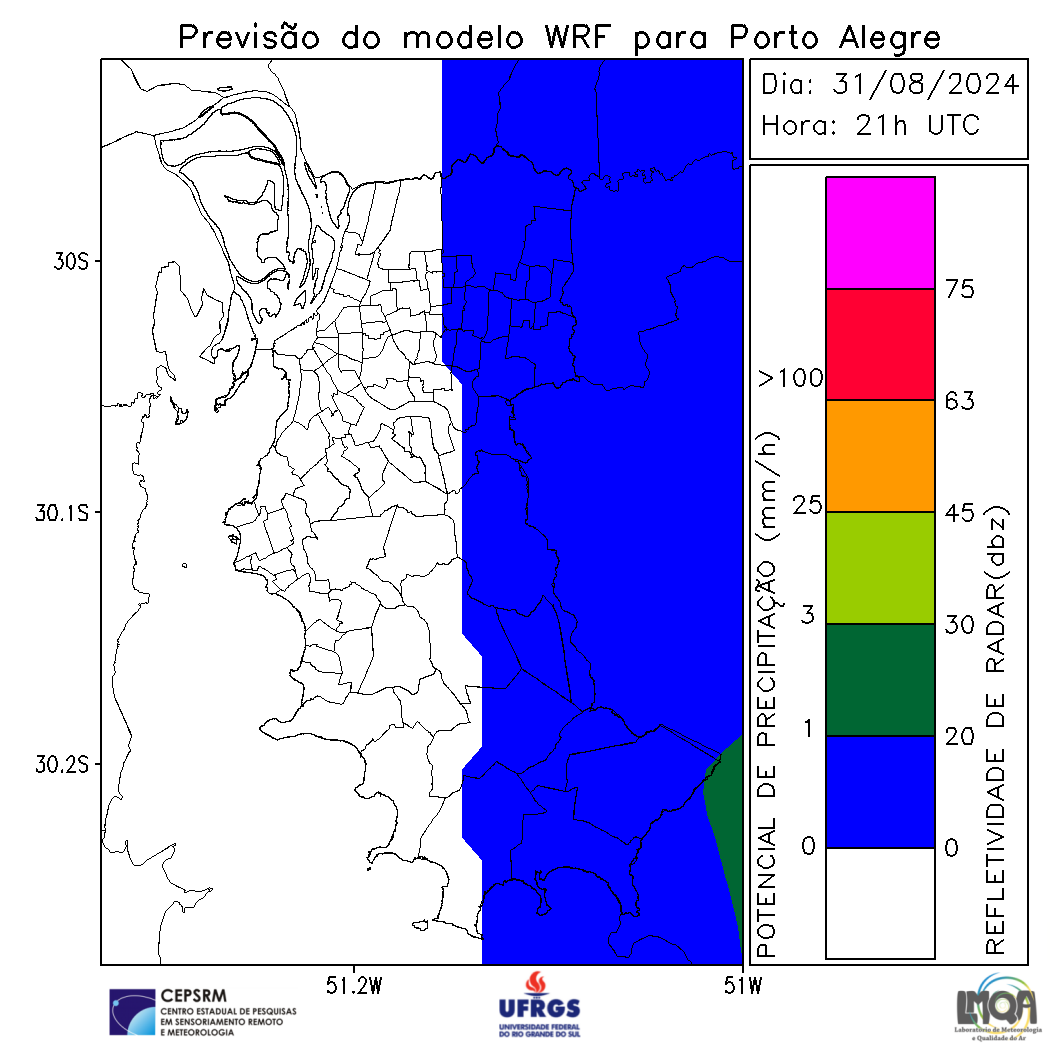 Previsão do modelo WRF para Porto Alegre
Dia: 31/08/2024
Hora: 21h UTC
30S
30.1S
30.2S
51.2W
51W
POTENCIAL DE PRECIPITAÇÃO (mm/h)
>100
25
3
1
0
75
63
45
30
20
0
REFLETIVIDADE DE RADAR(dbz)
CEPSRM
CENTRO ESTADUAL DE PESQUISAS
EM SENSORIAMENTO REMOTO
E METEOROLOGIA
UFRGS
UNIVERSIDADE FEDERAL
DO RIO GRANDE DO SUL
LMQA
Laboratório de Meteorologia
e Qualidade do Ar